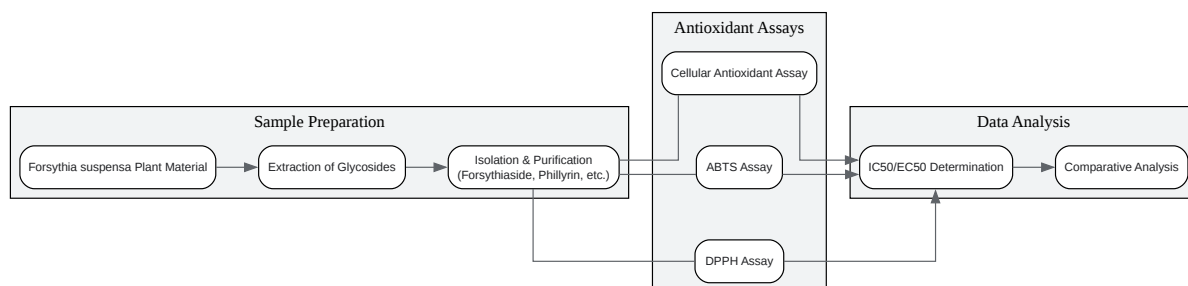 Sample Preparation
Forsythia suspensa Plant Material
Extraction of Glycosides
Isolation & Purification
(Forsythiaside, Phillyrin, etc.)
Antioxidant Assays
Cellular Antioxidant Assay
ABTS Assay
DPPH Assay
Data Analysis
IC50/EC50 Determination
Comparative Analysis